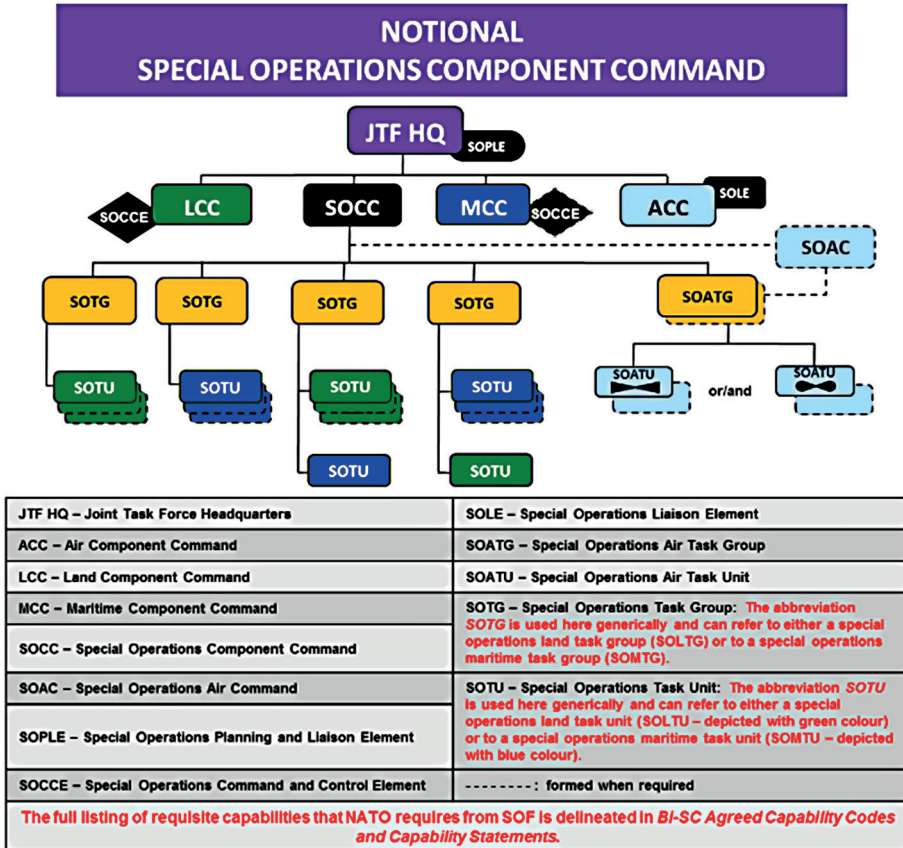 NOTIONAL
SPECIAL OPERATIONS COMPONENT COMMAND
JTF HQ
SOPLE
SOCCE
LCC
SOCC
MCC
SOCCE
ACC
SOLE
SOAC
SOTG
SOTG
SOTG
SOTG
SOATG
SOTU
SOTU
SOTU
SOTU
SOATU
or/and
SOATU
SOTU
SOTU
JTF HQ – Joint Task Force Headquarters
ACC – Air Component Command
LCC – Land Component Command
MCC – Maritime Component Command
SOCC – Special Operations Component Command
SOAC – Special Operations Air Command
SOPLE – Special Operations Planning and Liaison Element
SOCCE – Special Operations Command and Control Element
SOLE – Special Operations Liaison Element
SOATG – Special Operations Air Task Group
SOATU – Special Operations Air Task Unit
SOTG – Special Operations Task Group: The abbreviation
SOTG is used here generically and can refer to either a special
operations land task group (SOLTG) or to a special operations
maritime task group (SOMTG).
SOTU – Special Operations Task Unit: The abbreviation SOTU
is used here generically and can refer to either a special
operations land task unit (SOLTU – depicted with green colour)
or to a special operations maritime task unit (SOMTU – depicted
with blue colour).
--------- : formed when required
The full listing of requisite capabilities that NATO requires from SOF is delineated in BI-SC Agreed Capability Codes
and Capability Statements.